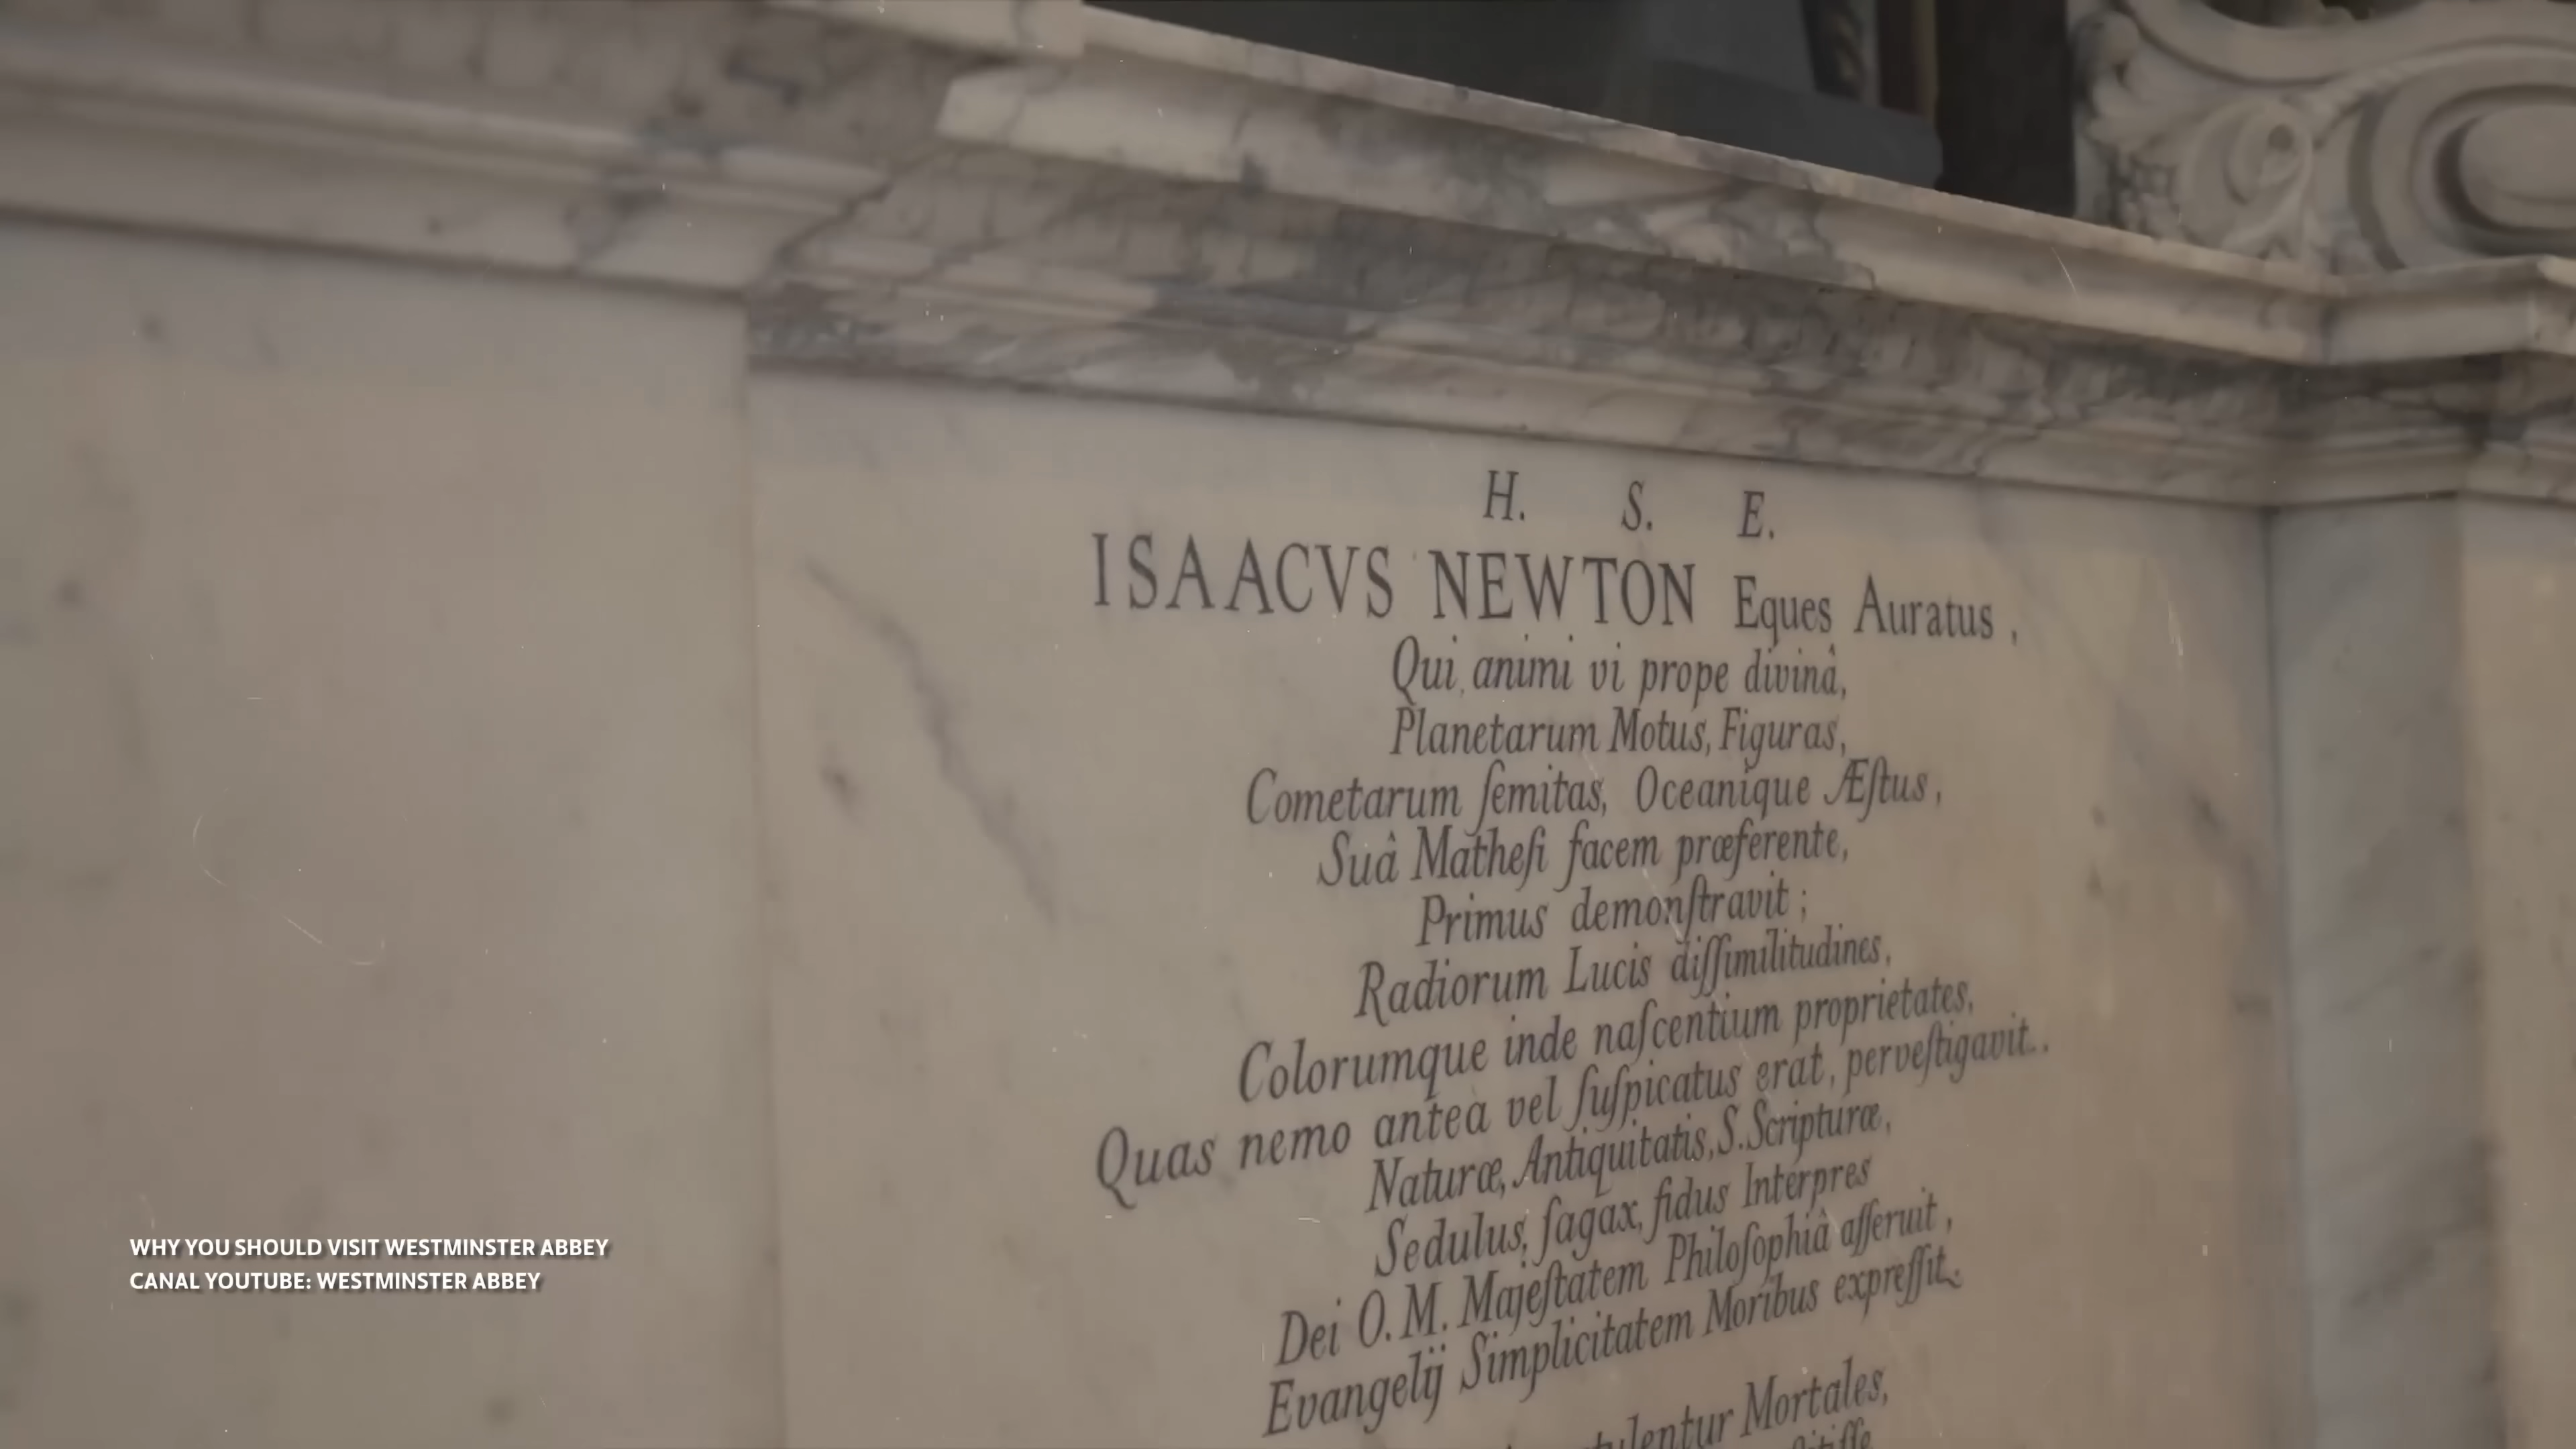 H. S. E.
ISAACVS NEWTON Eques Auratus,
Qui animi vi prope divinâ,
Planetarum Motus, Figuras,
Cometarum ſemitas, Oceanique Æſtus,
Suâ Matheſi facem præferente,
Primus demonſtravit;
Radiorum Lucis diſſimilitudines,
Colorumque inde naſcentium proprietates,
Quas nemo antea vel ſuſpicatus erat, perveſtigavit.
Naturæ, Antiquitatis, S. Scripturæ,
Sedulus, ſagax, fidus Interpres
Dei O. M. Majeſtatem Philoſophiâ aſſeruit,
Evangelij Simplicitatem Moribus expreſſit.
Mortales,
WHY YOU SHOULD VISIT WESTMINSTER ABBEY
CANAL YOUTUBE: WESTMINSTER ABBEY